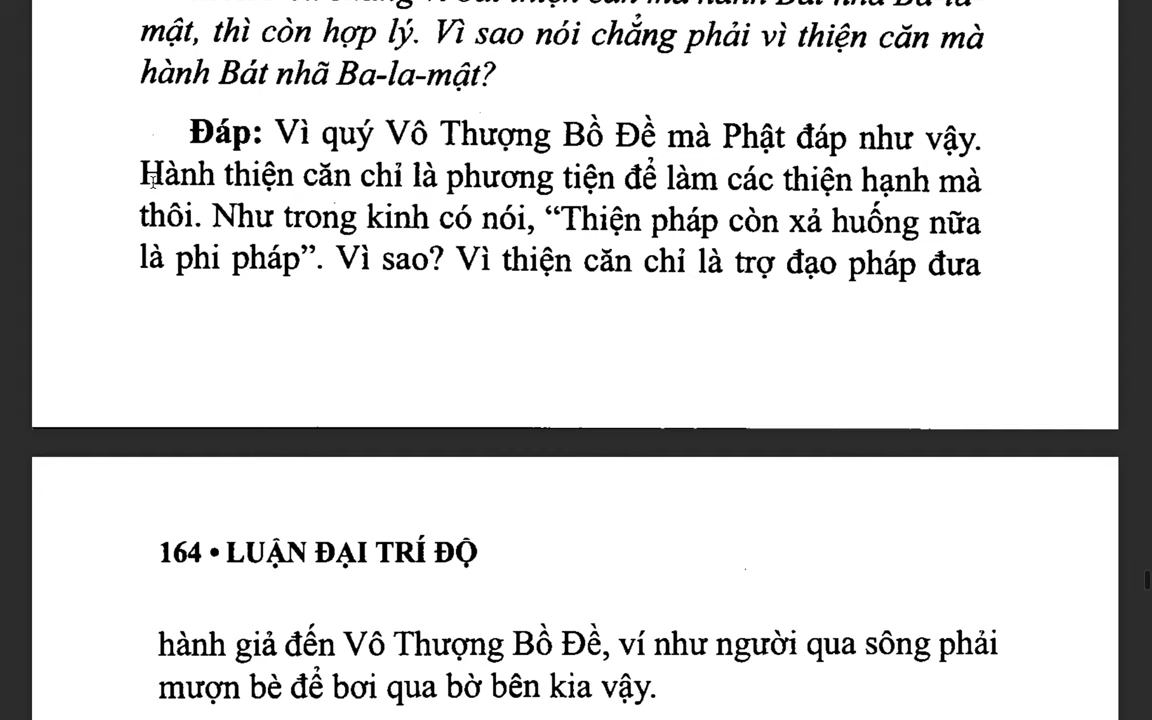 mật, thì còn hợp lý. Vì sao nói chẳng phải vì thiện căn mà
hành Bát nhã Ba-la-mật?
Đáp: Vì quý Vô Thượng Bồ Đề mà Phật đáp như vậy.
Hành thiện căn chỉ là phương tiện để làm các thiện hạnh mà
thôi. Như trong kinh có nói, “Thiện pháp còn xả huống nữa
là phi pháp”. Vì sao? Vì thiện căn chỉ là trợ đạo pháp đưa
164 • LUẬN ĐẠI TRÍ ĐỘ
hành giả đến Vô Thượng Bồ Đề, ví như người qua sông phải
mượn bè để bơi qua bờ bên kia vậy.